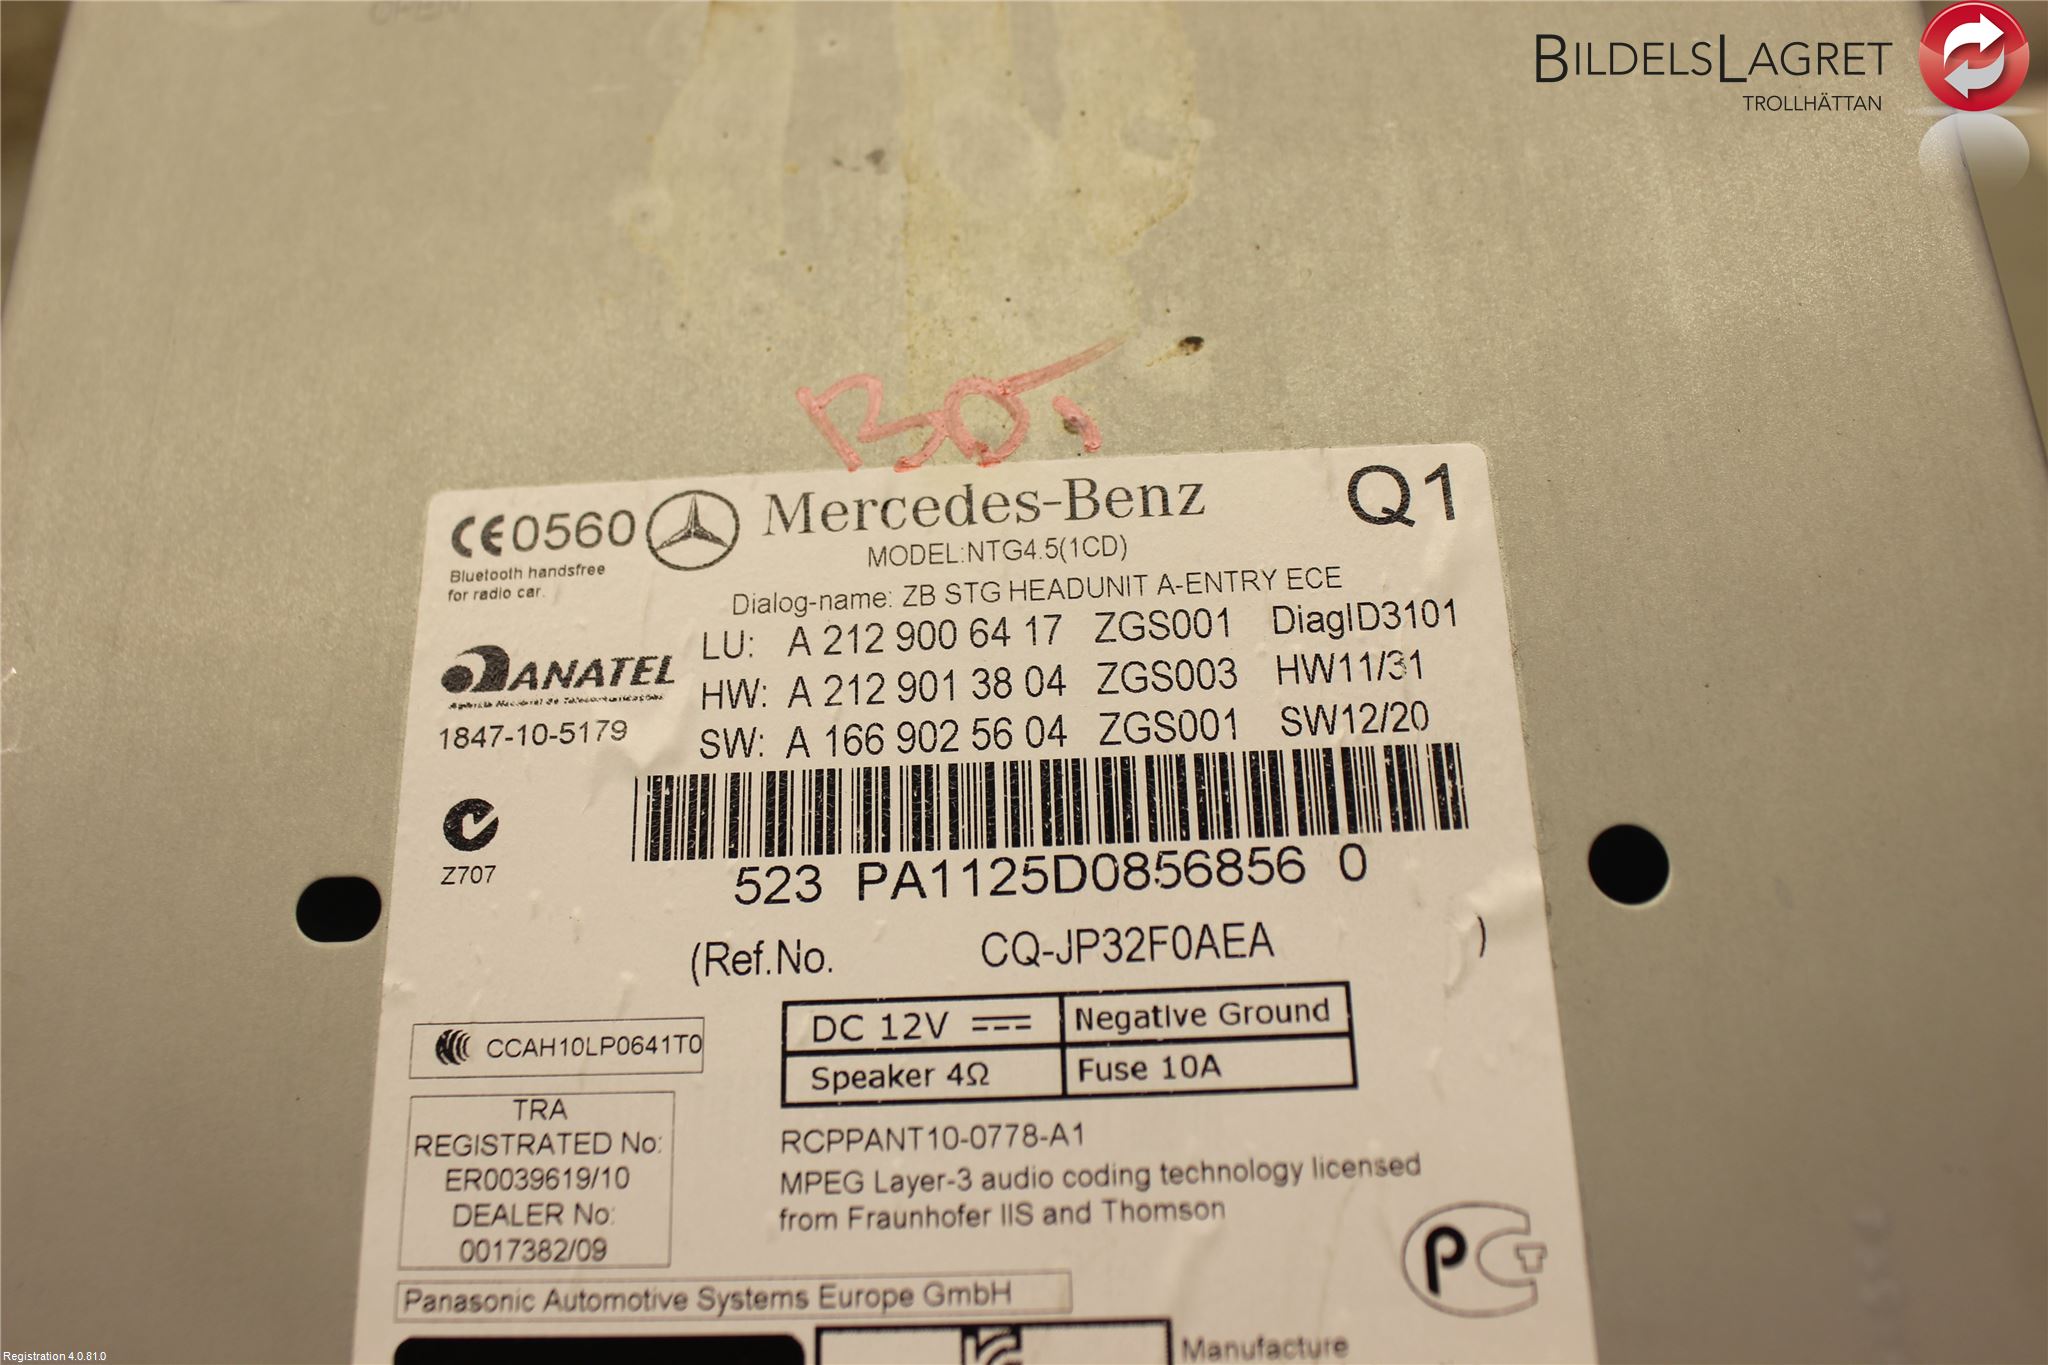 BILDELSLAGRET
TROLLHÄTTAN
CE0560
Bluetooth handsfree
for radio car.
Mercedes-Benz
Q1
MODEL:NTG4.5(1CD)
Dialog-name: ZB STG HEADUNIT A-ENTRY ECE
LU: A 212 900 64 17 ZGS001 DiagID3101
HW: A 212 901 38 04 ZGS003 HW11/31
SW: A 166 902 56 04 ZGS001 SW12/20
ANATEL
Agência Nacional de Telecomunicações
1847-10-5179
Z707
523 PA1125D0856856 0
(Ref.No. CQ-JP32F0AEA )
CCAH10LP0641T0
DC 12V Negative Ground
Speaker 4Ω Fuse 10A
TRA
REGISTRATED No:
ER0039619/10
DEALER No:
0017382/09
RCPPANT10-0778-A1
MPEG Layer-3 audio coding technology licensed
from Fraunhofer IIS and Thomson
Panasonic Automotive Systems Europe GmbH
Manufacture
Registration 4.0.81.0